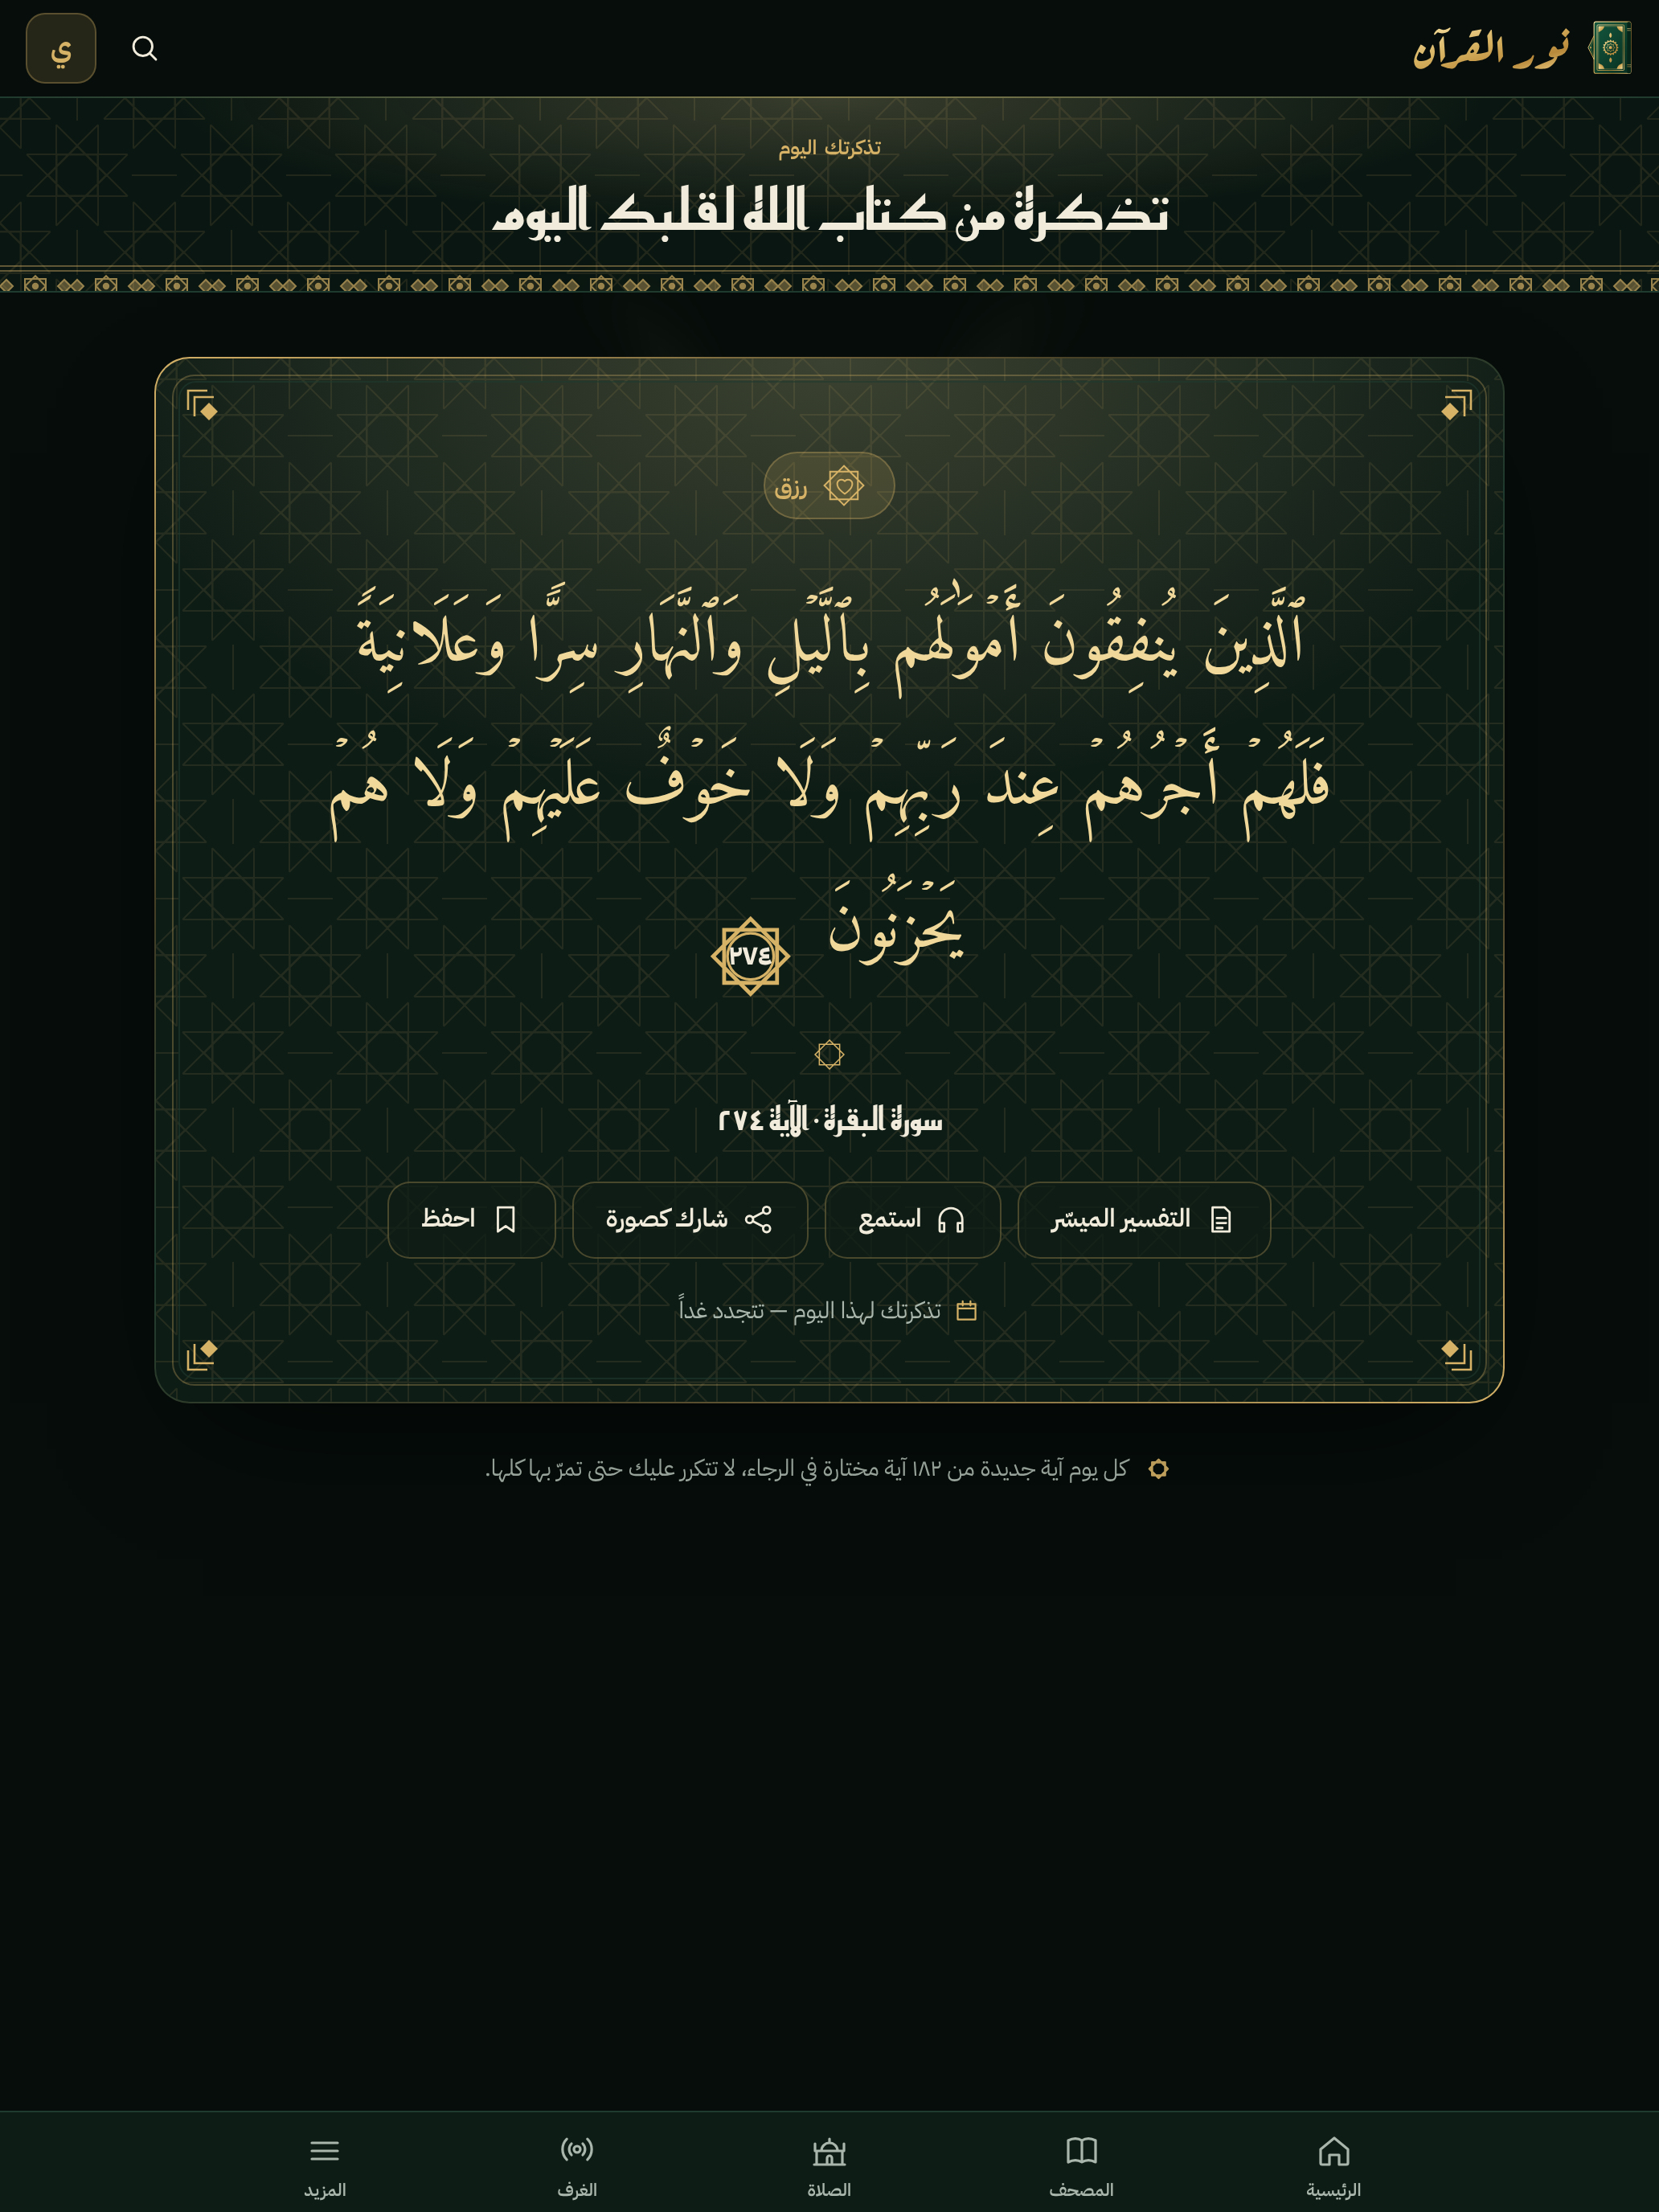 نور القرآن
ي
تذكرتك اليوم
تذكرة من كتاب الله لقلبك اليوم
رزق
ٱلَّذِينَ يُنفِقُونَ أَمۡوَٰلَهُم بِٱلَّيۡلِ وَٱلنَّهَارِ سِرّٗا وَعَلَانِيَةٗ
فَلَهُمۡ أَجۡرُهُمۡ عِندَ رَبِّهِمۡ وَلَا خَوۡفٌ عَلَيۡهِمۡ وَلَا هُمۡ
يَحۡزَنُونَ ٢٧٤
سورة البقرة · الآية ٢٧٤
التفسير الميسّر
استمع
شارك كصورة
احفظ
تذكرتك لهذا اليوم — تتجدد غداً
كل يوم آية جديدة من ١٨٢ آية مختارة في الرجاء، لا تتكرر عليك حتى تمرّ بها كلها.
الرئيسية
المصحف
الصلاة
الغرف
المزيد